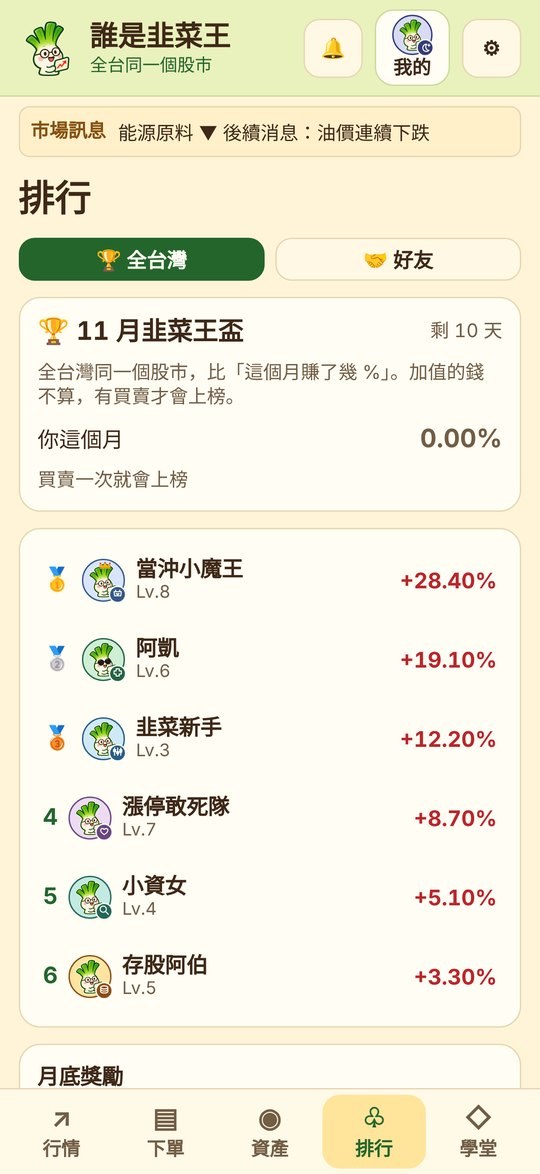 誰是韭菜王
全台同一個股市
我的
市場訊息 能源原料 ▼ 後續消息：油價連續下跌
排行
全台灣
好友
11 月韭菜王盃
剩 10 天
全台灣同一個股市，比「這個月賺了幾 %」。加值的錢
不算，有買賣才會上榜。
你這個月
0.00%
買賣一次就會上榜
1
當沖小魔王
Lv.8
+28.40%
2
阿凱
Lv.6
+19.10%
3
韭菜新手
Lv.3
+12.20%
4
漲停敢死隊
Lv.7
+8.70%
5
小資女
Lv.4
+5.10%
6
存股阿伯
Lv.5
+3.30%
月底獎勵
行情
下單
資產
排行
學堂